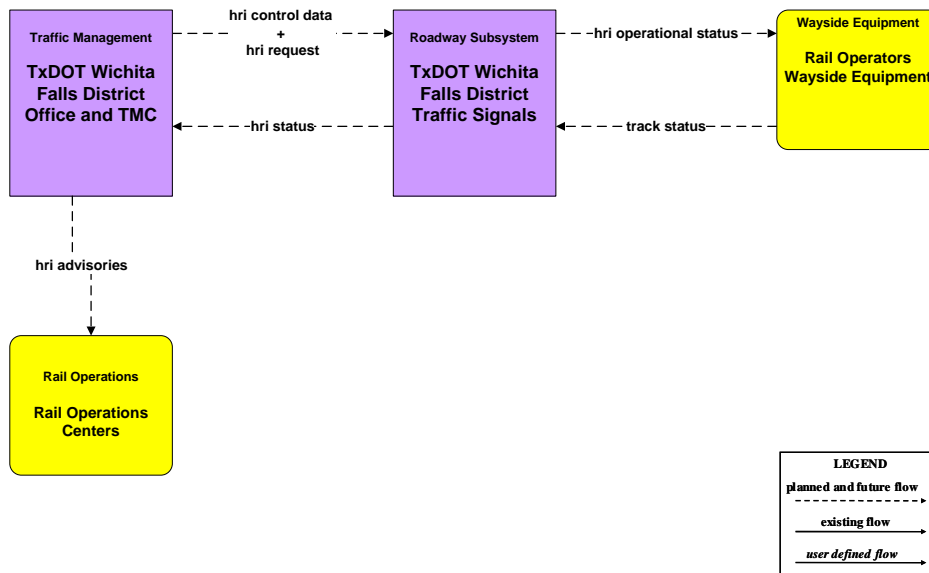 Traffic Management
TxDOT Wichita
Falls District
Office and TMC
hri control data
+
hri request
hri status
Roadway Subsystem
TxDOT Wichita
Falls District
Traffic Signals
hri operational status
track status
Wayside Equipment
Rail Operators
Wayside Equipment
hri advisories
Rail Operations
Rail Operations
Centers
LEGEND
planned and future flow
existing flow
user defined flow